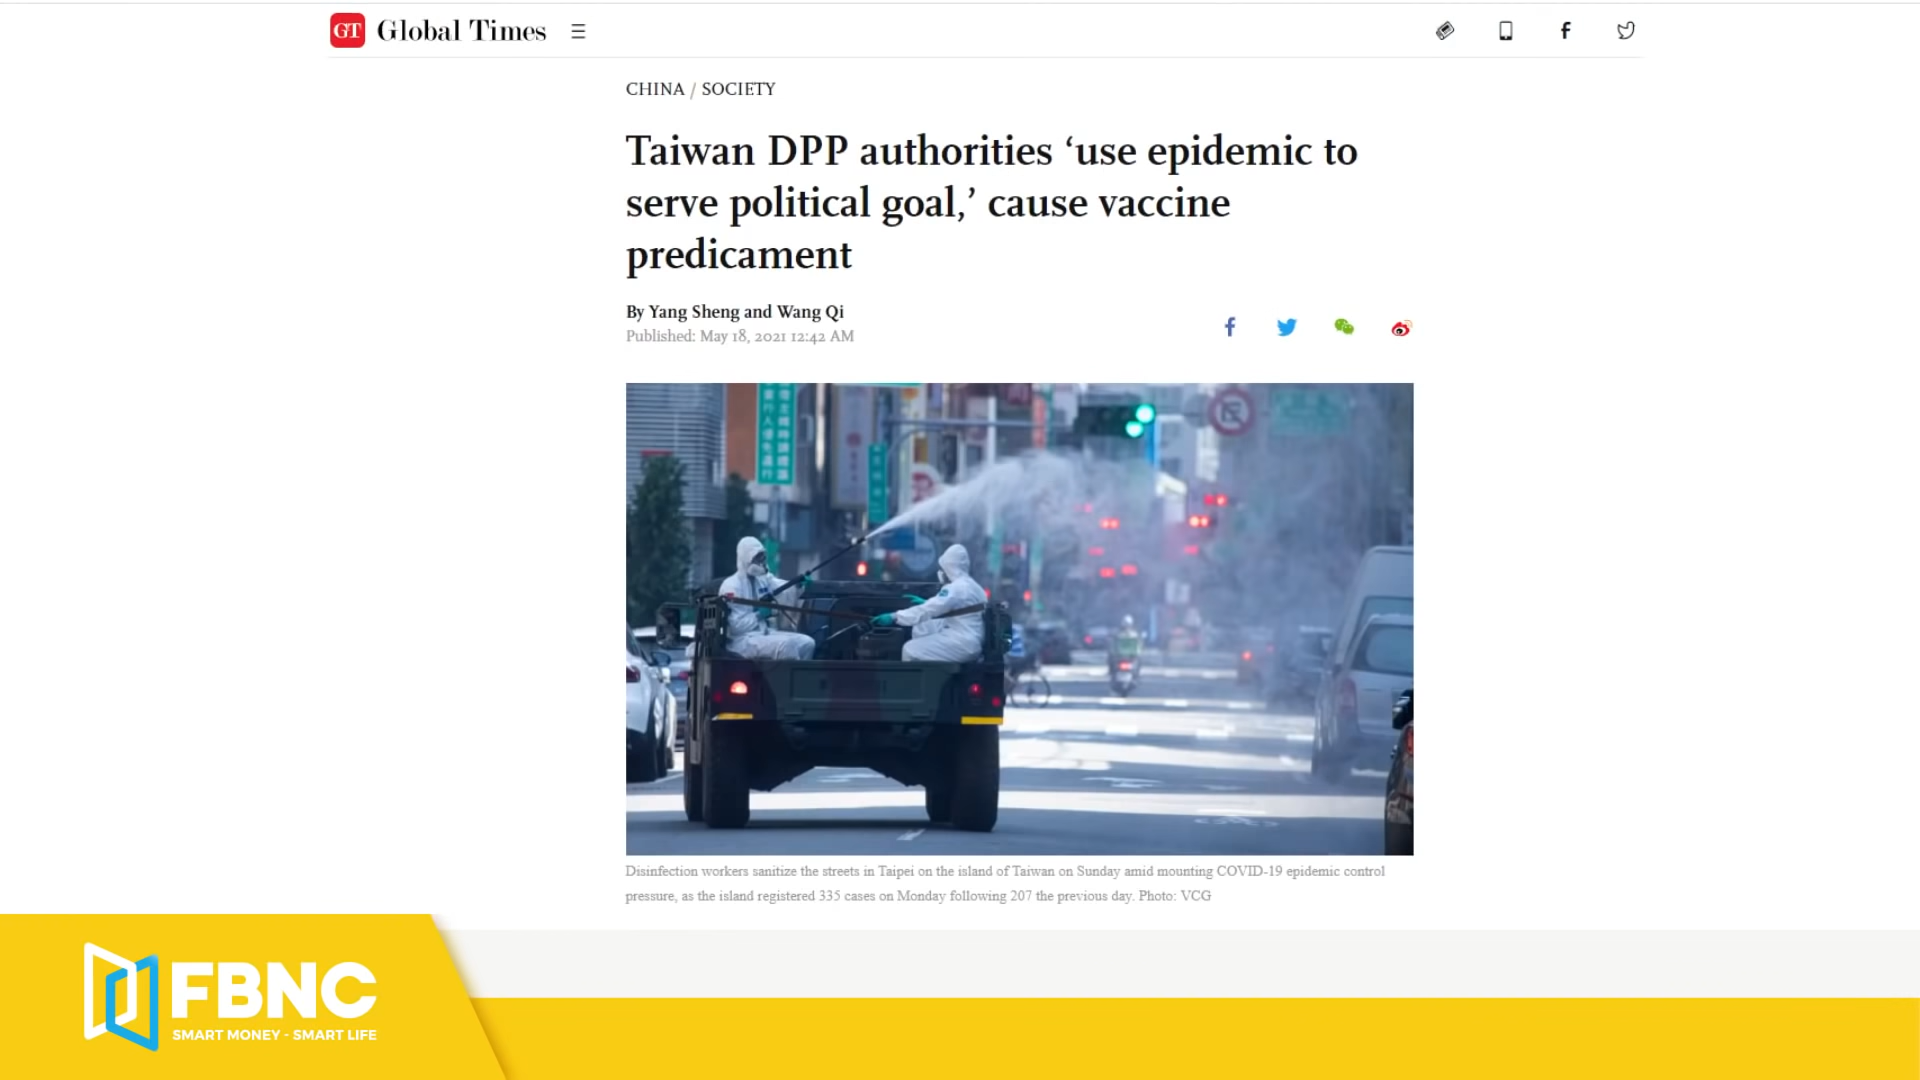 GT Global Times
CHINA / SOCIETY
Taiwan DPP authorities ‘use epidemic to
serve political goal,’ cause vaccine
predicament
By Yang Sheng and Wang Qi
Published: May 18, 2021 12:42 AM
Disinfection workers sanitize the streets in Taipei on the island of Taiwan on Sunday amid mounting COVID-19 epidemic control
pressure, as the island registered 335 cases on Monday following 207 the previous day. Photo: VCG
FBNC
SMART MONEY - SMART LIFE